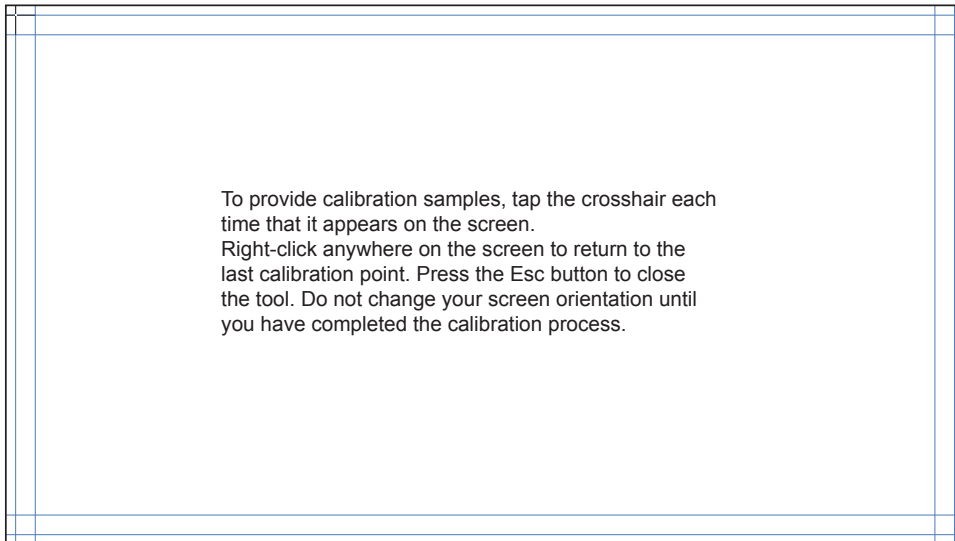 To provide calibration samples, tap the crosshair each
time that it appears on the screen.
Right-click anywhere on the screen to return to the
last calibration point. Press the Esc button to close
the tool. Do not change your screen orientation until
you have completed the calibration process.